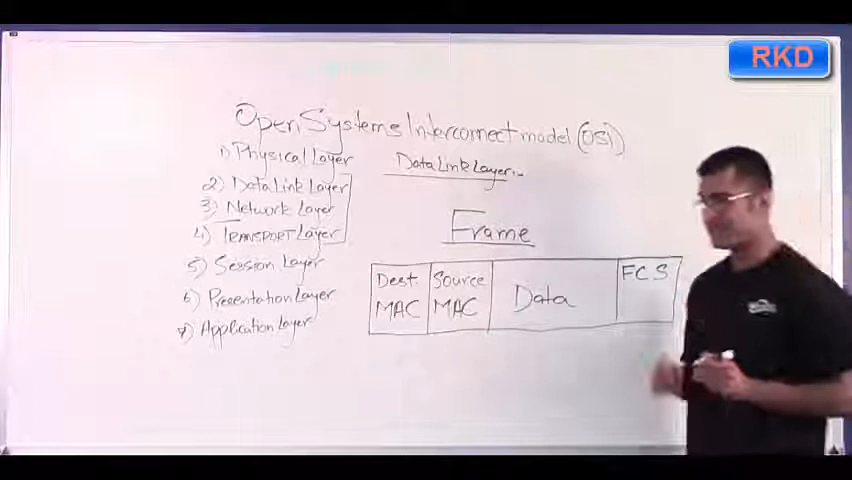 RKD
Open Systems Interconnect model (OSI)
1) Physical Layer
2) Data Link Layer
3) Network Layer
4) TRANSPORT Layer
5) Session Layer
6) Presentation Layer
7) Application Layer
Data Link Layer:-
Frame
Dest. MAC
Source MAC
Data
FCS